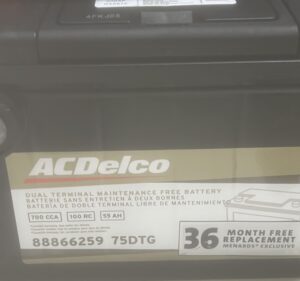 ACDelco
DUAL TERMINAL MAINTENANCE FREE BATTERY
BATTERIE SANS ENTRETIEN À DEUX BORNES
BATERÍA DE DOBLE TERMINAL LIBRE DE MANTENIMIENTO
700 CCA 100 RC 55 AH
88866259 75DTG
36 MONTH FREE
REPLACEMENT
MENARDS EXCLUSIVE